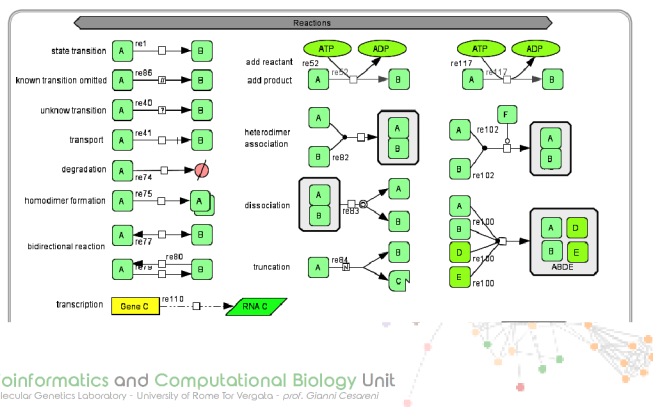 Reactions
state transition A re1 B
known transition omitted A re86 // B
unknow transition A re40 ? B
transport A re41 B
degradation A re74
homodimer formation A re75 A
bidirectional reaction A re77 B
A re80 re79 B
transcription Gene C re110 RNA C
ATP ADP
add reactant re52
add product A re52 B
heterodimer association A B re82 A B
dissociation A B re83 A B
truncation A re84 N B C
ATP ADP
re117
A re117 B
A B re102 re102 F A B
A B D E re100 re100 re100 A D B E
ABDE
oinformatics and Computational Biology Unit
lecular Genetics Laboratory - University of Rome Tor Vergata - prof. Gianni Cesareni